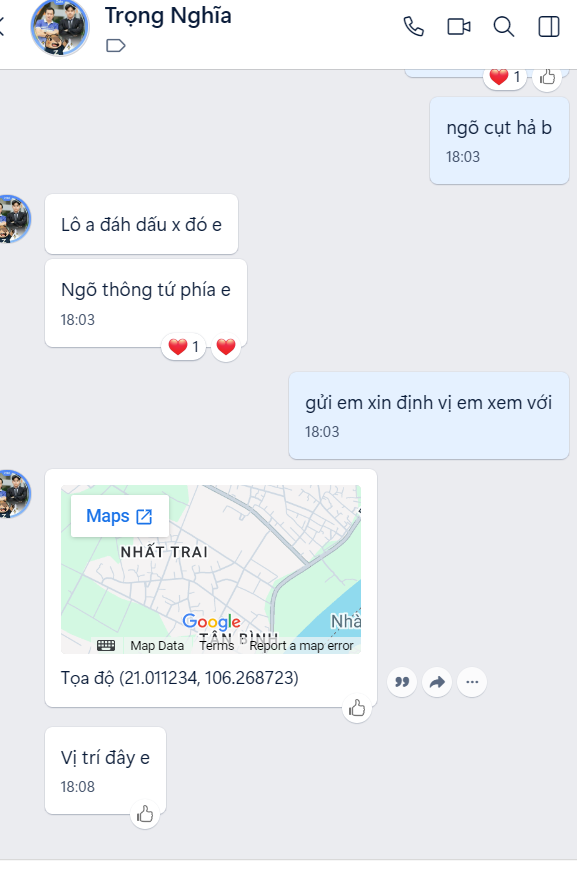 Trọng Nghĩa
1
ngõ cụt hả b
18:03
Lô a đáh dấu x đó e
Ngõ thông tứ phía e
18:03
1
gửi em xin định vị em xem với
18:03
Maps
NHẤT TRAI
Google
Nhà
TÂN BÌNH
Map Data Terms Report a map error
Tọa độ (21.011234, 106.268723)
Vị trí đây e
18:08